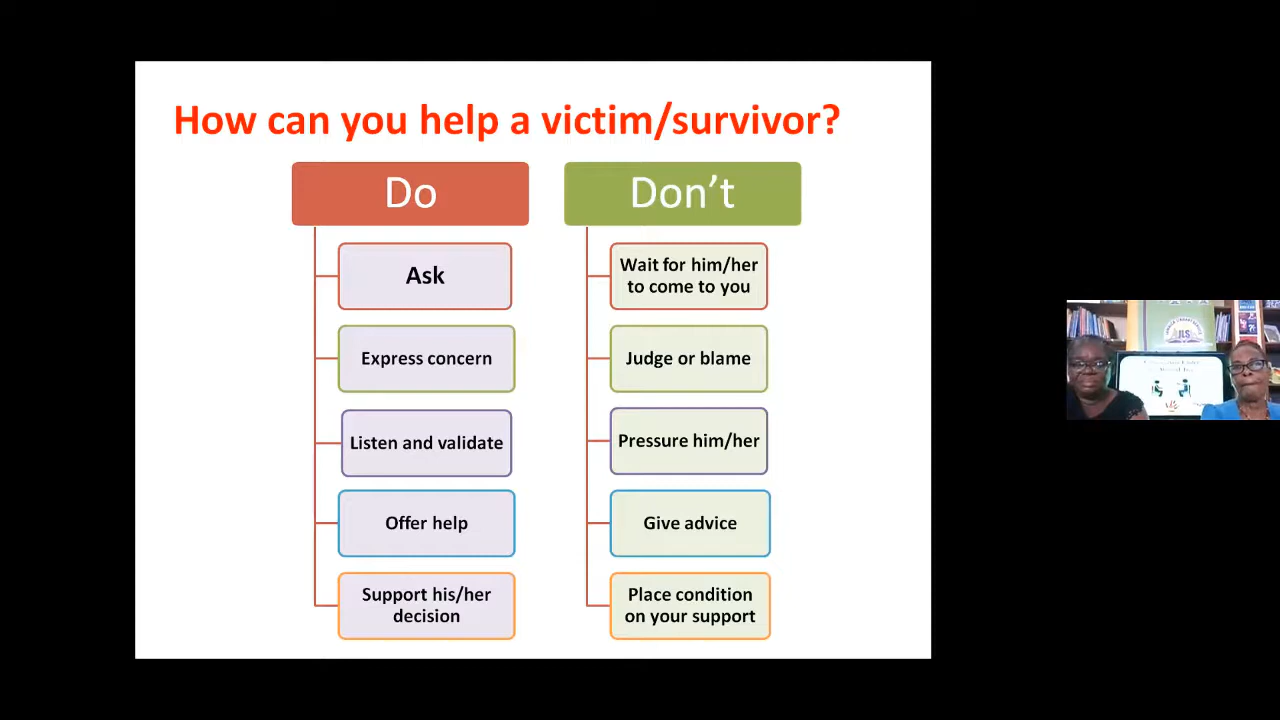 How can you help a victim/survivor?
Do
Ask
Express concern
Listen and validate
Offer help
Support his/her
decision
Don’t
Wait for him/her
to come to you
Judge or blame
Pressure him/her
Give advice
Place condition
on your support
JLS